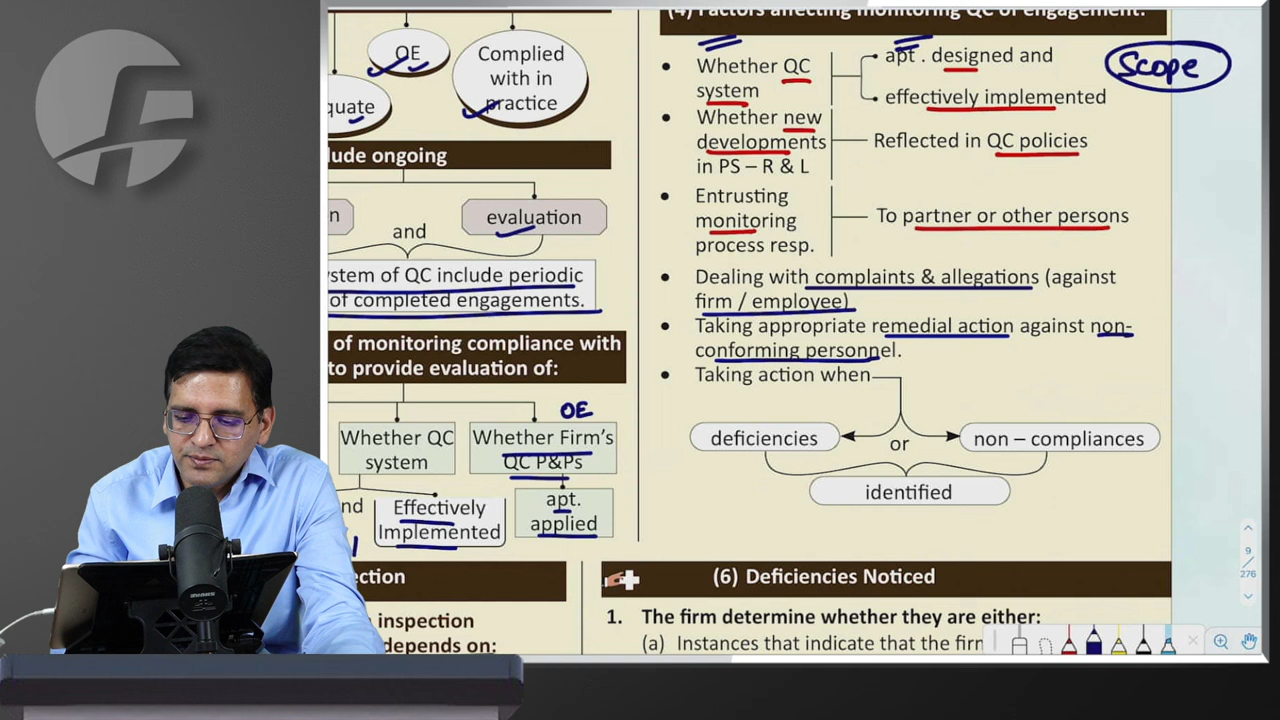 OE
Complied
with in
practice
quate
lude ongoing
n
evaluation
and
ystem of QC include periodic
of completed engagements.
of monitoring compliance with
to provide evaluation of:
OE
Whether QC
system
Whether Firm's
QC P&Ps
nd
Effectively
Implemented
apt.
applied
ection
inspection
depends on:
(4) Factors affecting monitoring QC of engagement:
Scope
• Whether QC
system
• apt . designed and
• effectively implemented
• Whether new
developments
in PS – R & L
Reflected in QC policies
• Entrusting
monitoring
process resp.
To partner or other persons
• Dealing with complaints & allegations (against
firm / employee)
• Taking appropriate remedial action against non-
conforming personnel.
• Taking action when
deficiencies
or
non – compliances
identified
(6) Deficiencies Noticed
1. The firm determine whether they are either:
(a) Instances that indicate that the firm
9
/
276